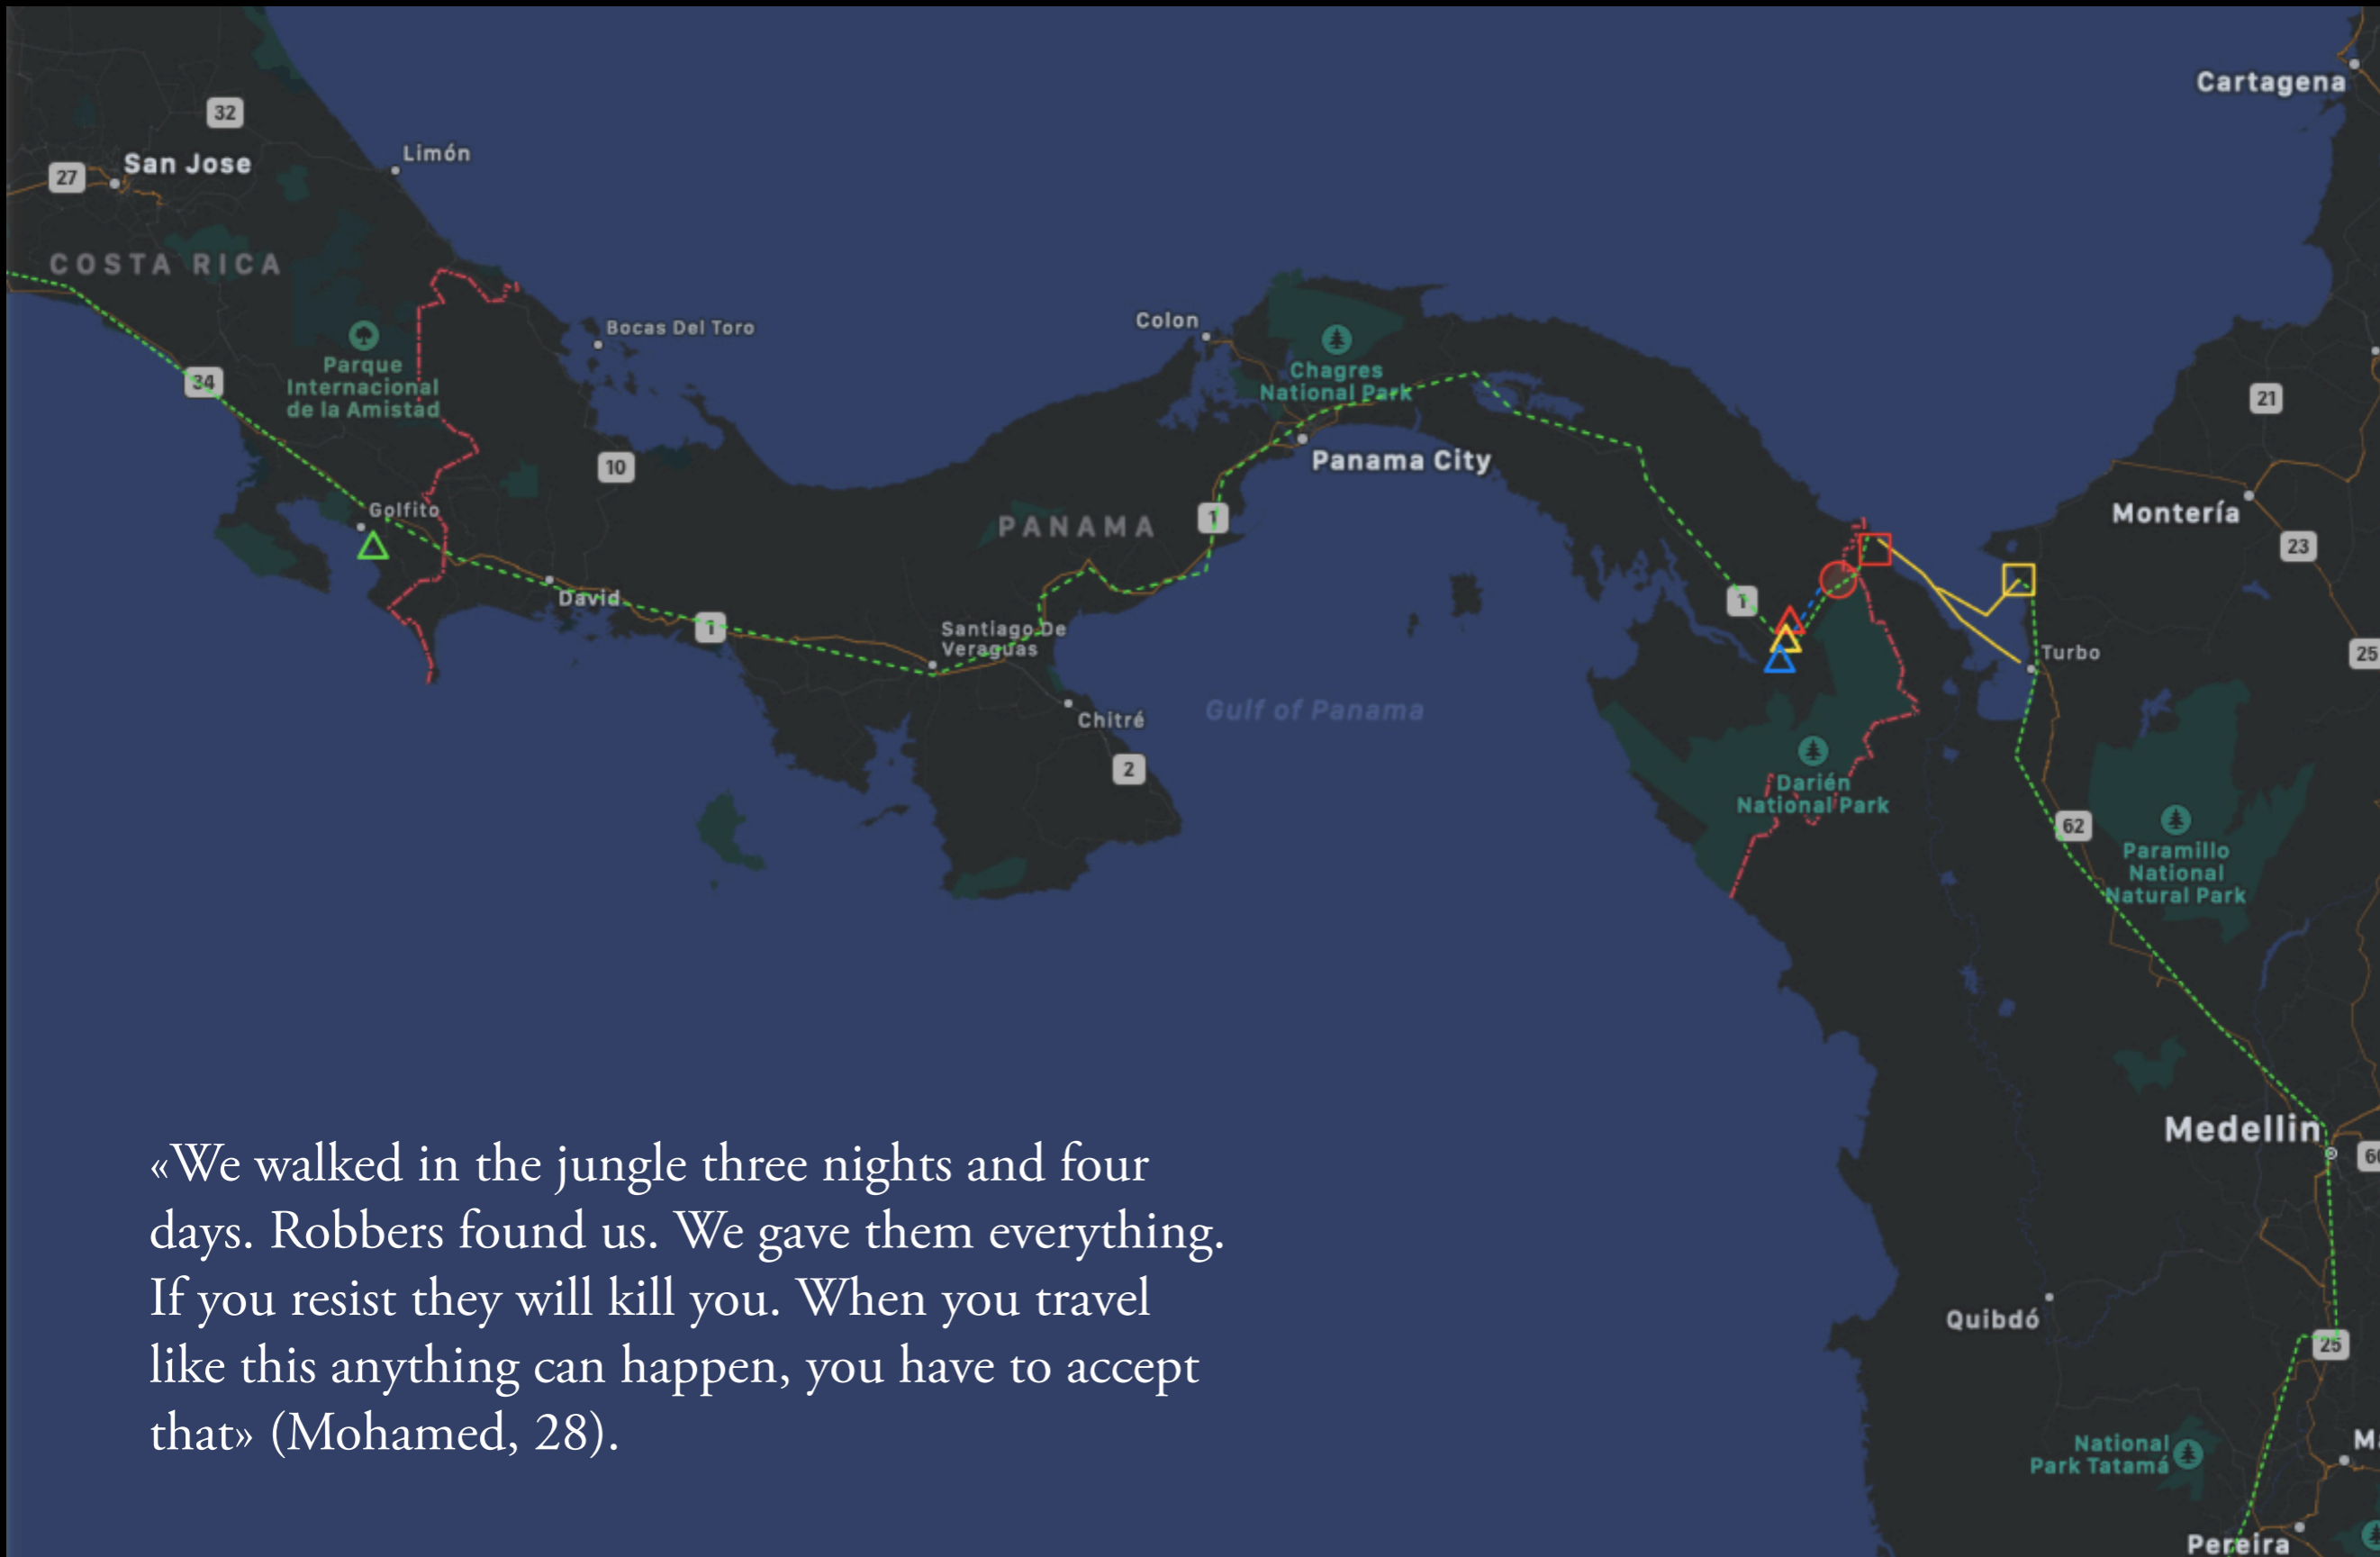 Cartagena
32
Limón
San Jose
27
COSTA RICA
Bocas Del Toro
Colon
Parque
Internacional
de la Amistad
34
Chagres
National Park
21
10
Panama City
Golfito
PANAMA
1
Montería
23
David
1
1
Santiago De
Veraguas
Turbo
25
Gulf of Panama
Chitré
2
Darién
National Park
62
Paramillo
National
Natural Park
Medellin
«We walked in the jungle three nights and four
days. Robbers found us. We gave them everything.
If you resist they will kill you. When you travel
like this anything can happen, you have to accept
that» (Mohamed, 28).
Quibdó
25
National
Park Tatamá
Pereira